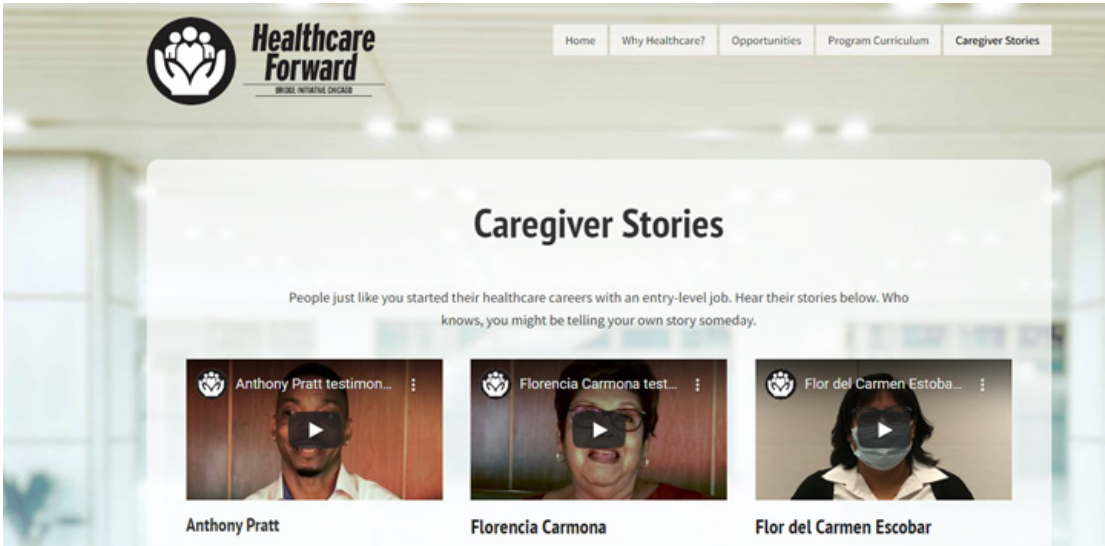 Healthcare
Forward
BRIDGE INITIATIVE CHICAGO
Home
Why Healthcare?
Opportunities
Program Curriculum
Caregiver Stories
Caregiver Stories
People just like you started their healthcare careers with an entry-level job. Hear their stories below. Who
knows, you might be telling your own story someday.
Anthony Pratt testimon...
Florencia Carmona test...
Flor del Carmen Estoba...
Anthony Pratt
Florencia Carmona
Flor del Carmen Escobar